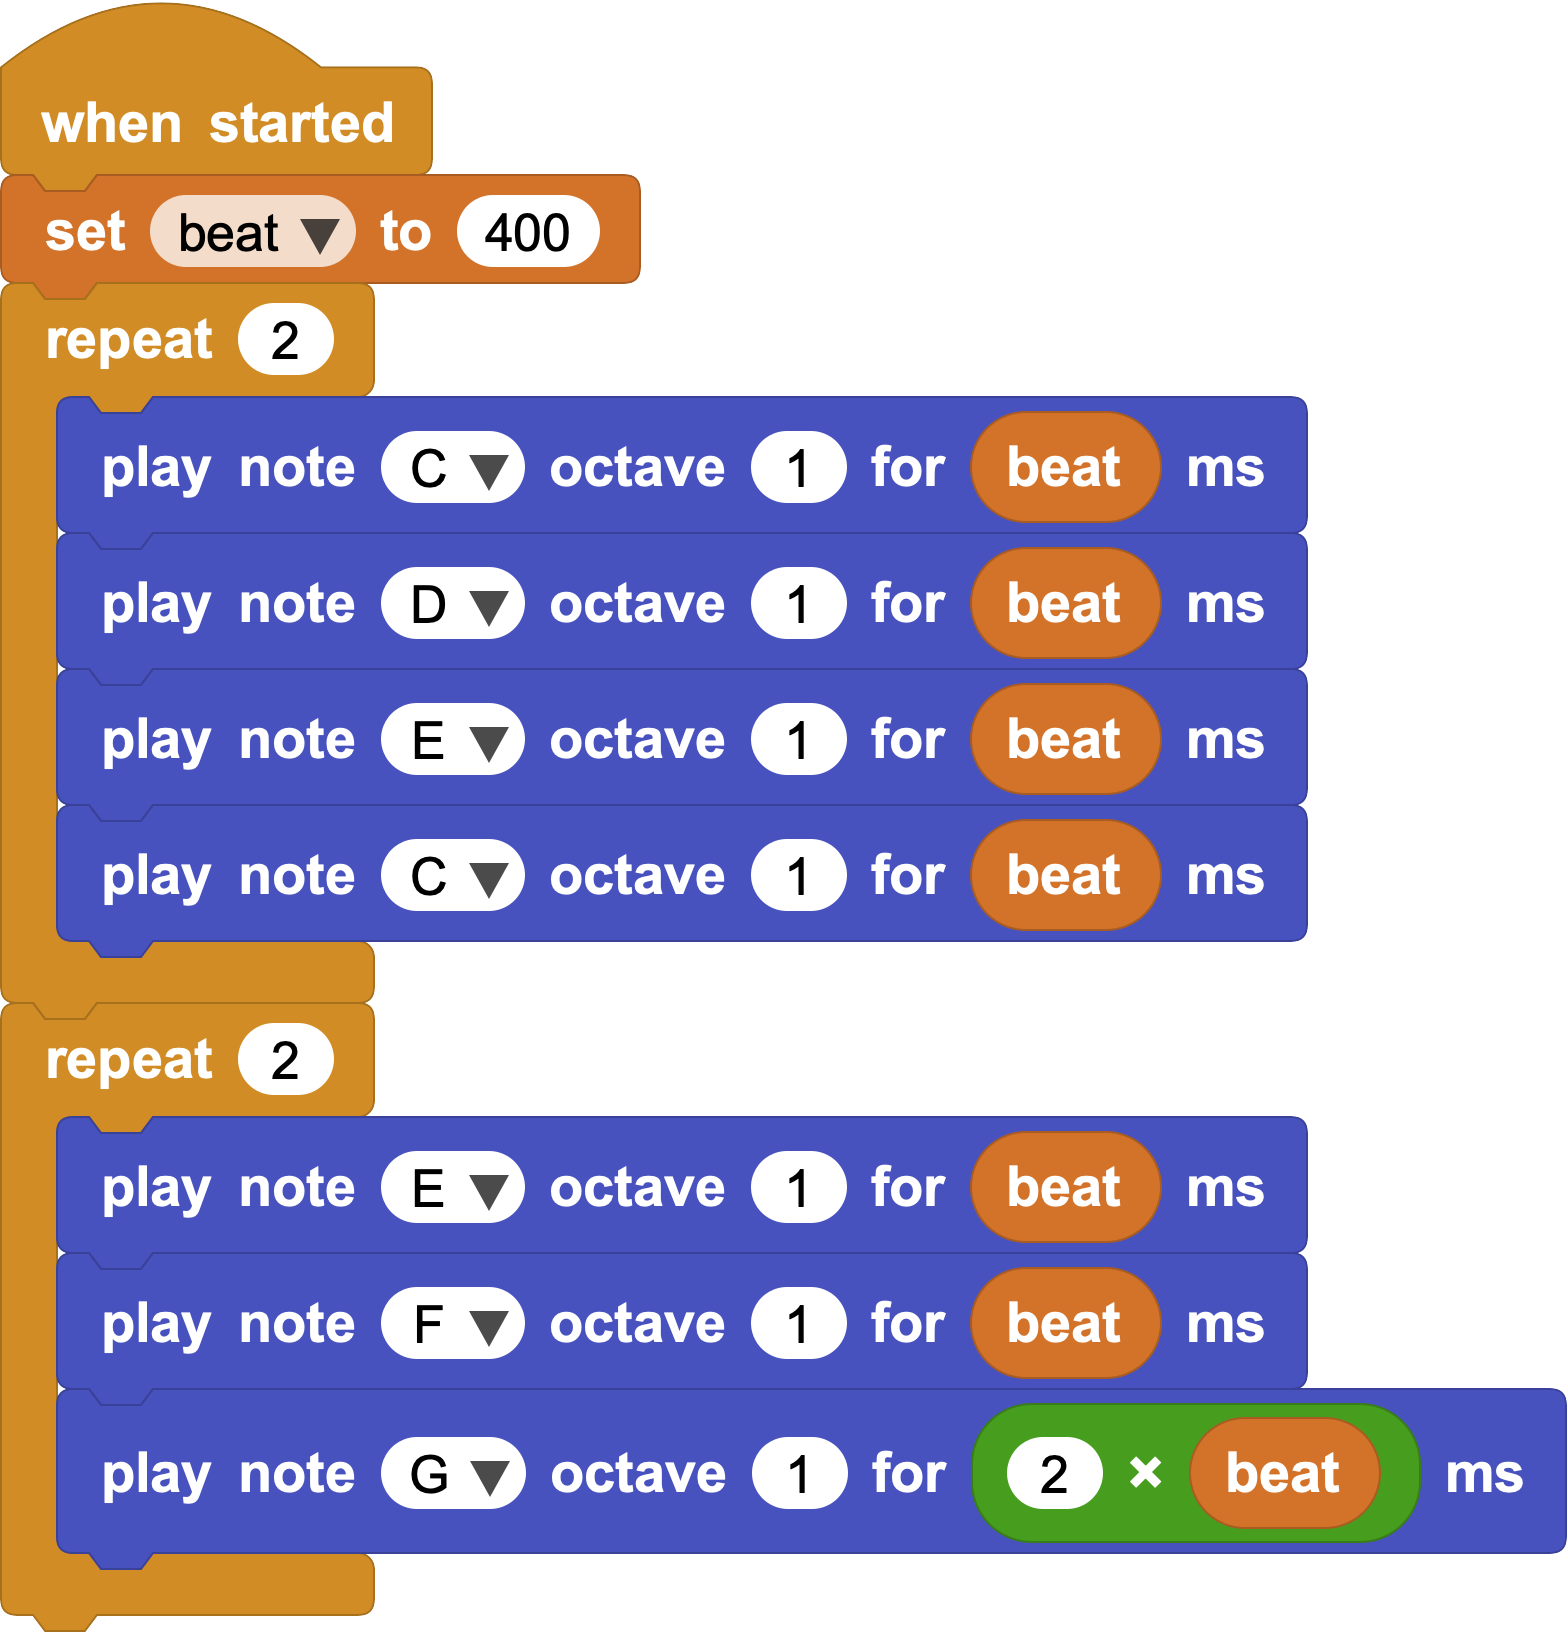 when started
set beat to 400
repeat 2
play note C octave 1 for beat ms
play note D octave 1 for beat ms
play note E octave 1 for beat ms
play note C octave 1 for beat ms
repeat 2
play note E octave 1 for beat ms
play note F octave 1 for beat ms
play note G octave 1 for 2 × beat ms